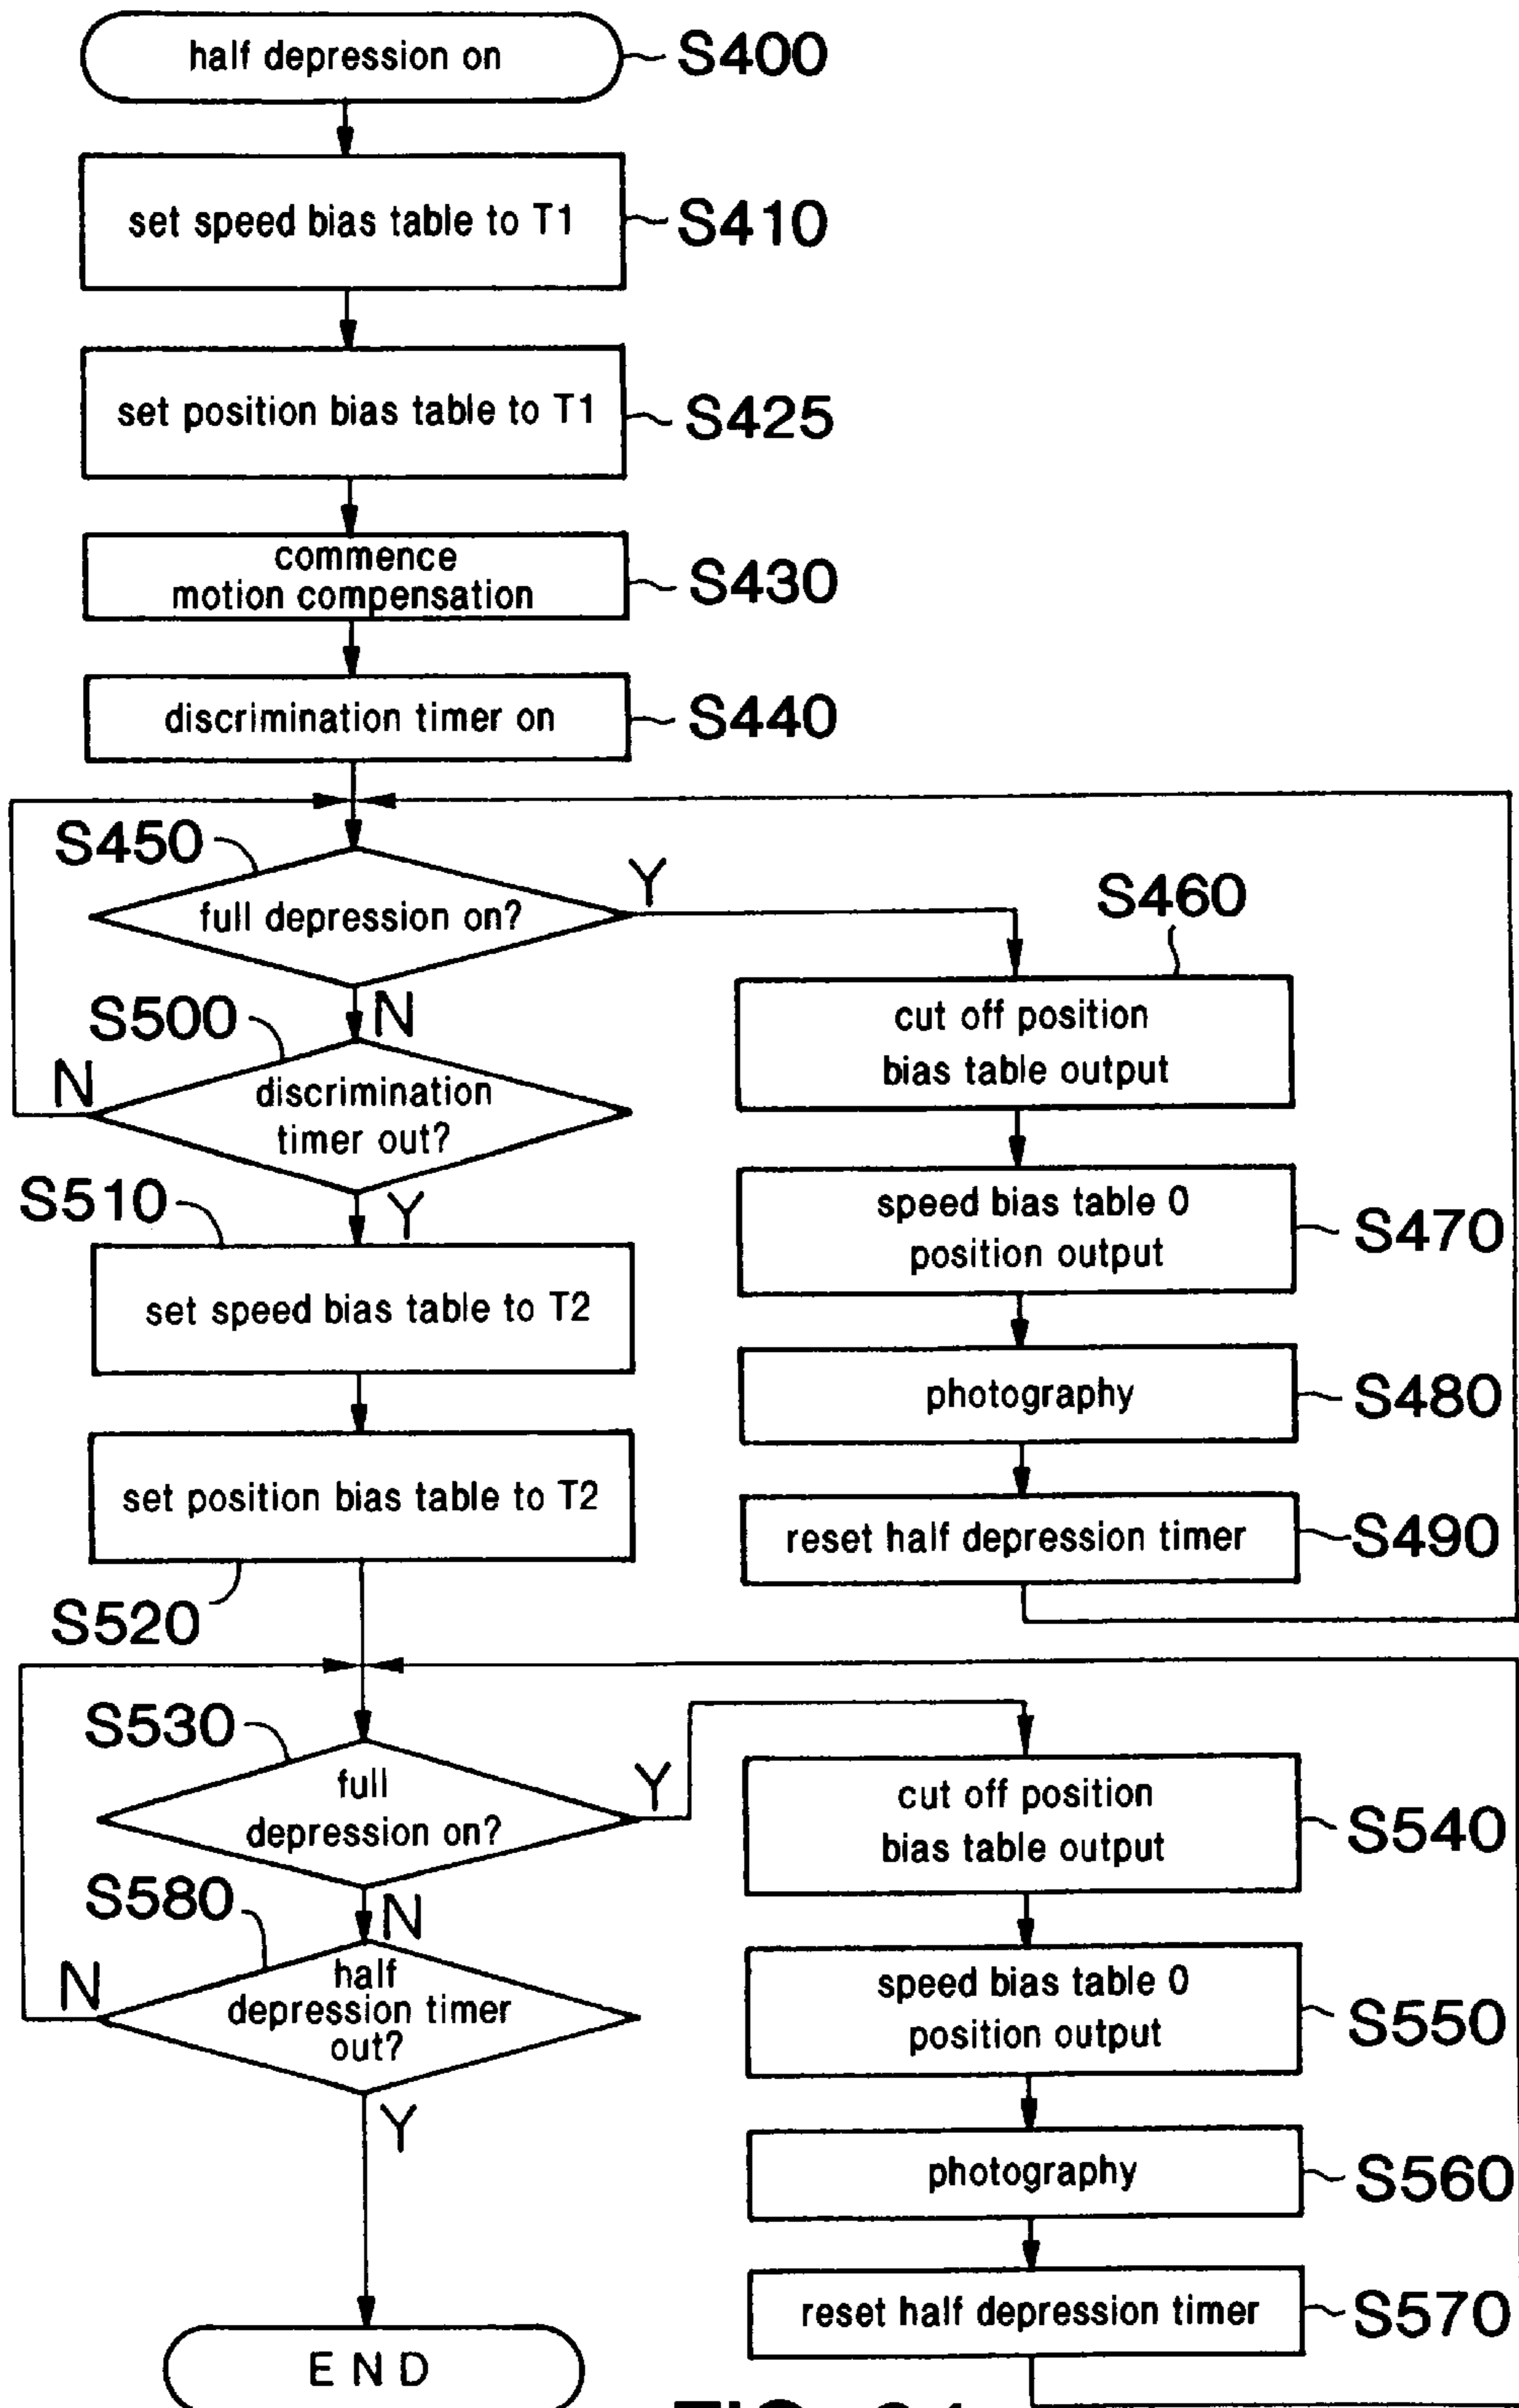 half depression on
S400
set speed bias table to T1
S410
set position bias table to T1
S425
commence
motion compensation
S430
discrimination timer on
S440
S450
full depression on?
Y
N
S460
cut off position
bias table output
S500
discrimination
timer out?
N
Y
speed bias table 0
position output
S470
S510
set speed bias table to T2
photography
S480
set position bias table to T2
S520
reset half depression timer
S490
S530
full
depression on?
Y
N
cut off position
bias table output
S540
S580
half
depression timer
out?
N
Y
speed bias table 0
position output
S550
photography
S560
reset half depression timer
S570
END